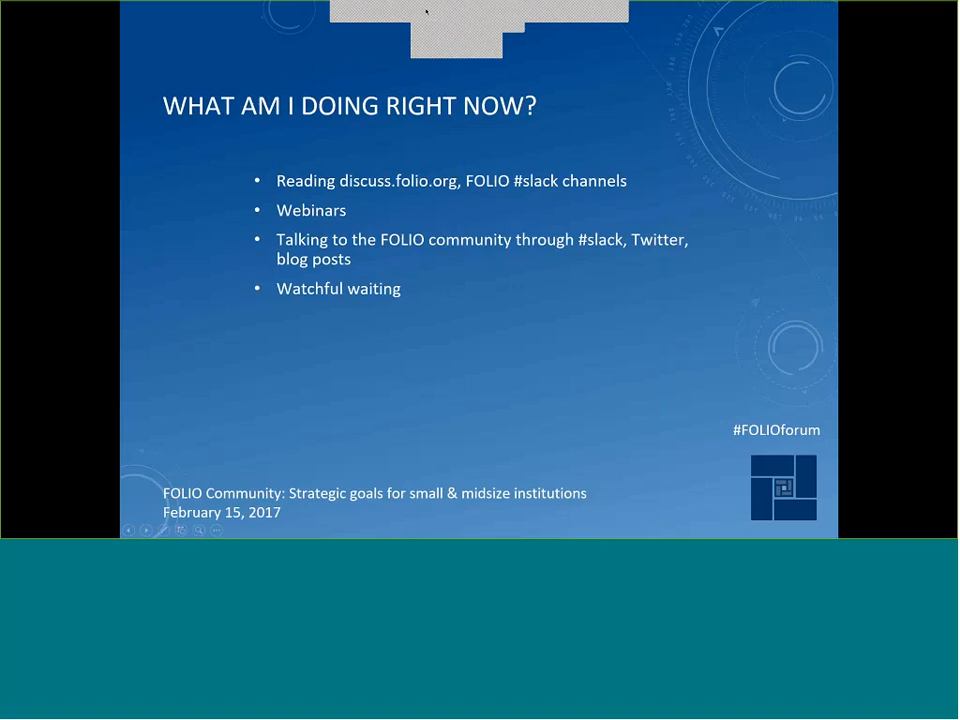 WHAT AM I DOING RIGHT NOW?
• Reading discuss.folio.org, FOLIO #slack channels
• Webinars
• Talking to the FOLIO community through #slack, Twitter,
blog posts
• Watchful waiting
#FOLIOforum
FOLIO Community: Strategic goals for small & midsize institutions
February 15, 2017